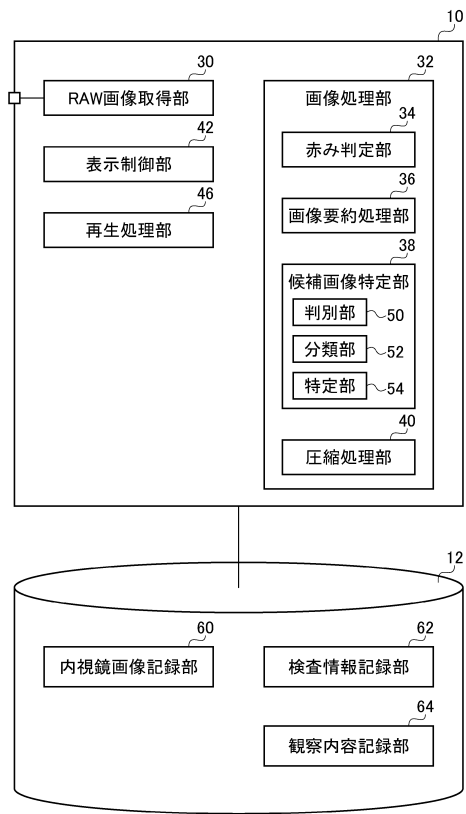 10
30
RAW画像取得部
42
表示制御部
46
再生処理部
32
画像処理部
34
赤み判定部
36
画像要約処理部
38
候補画像特定部
判別部 50
分類部 52
特定部 54
40
圧縮処理部
12
60
内視鏡画像記録部
62
検査情報記録部
64
観察内容記録部